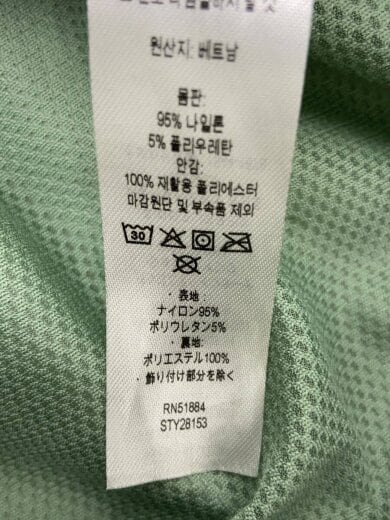 원산지: 베트남
몸판:
95% 나일론
5% 폴리우레탄
안감:
100% 재활용 폴리에스터
마감원단 및 부속품 제외
30
・ 表地
ナイロン95%
ポリウレタン5%
・ 裏地:
ポリエステル100%
・ 飾り付け部分を除く
RN51884
STY28153